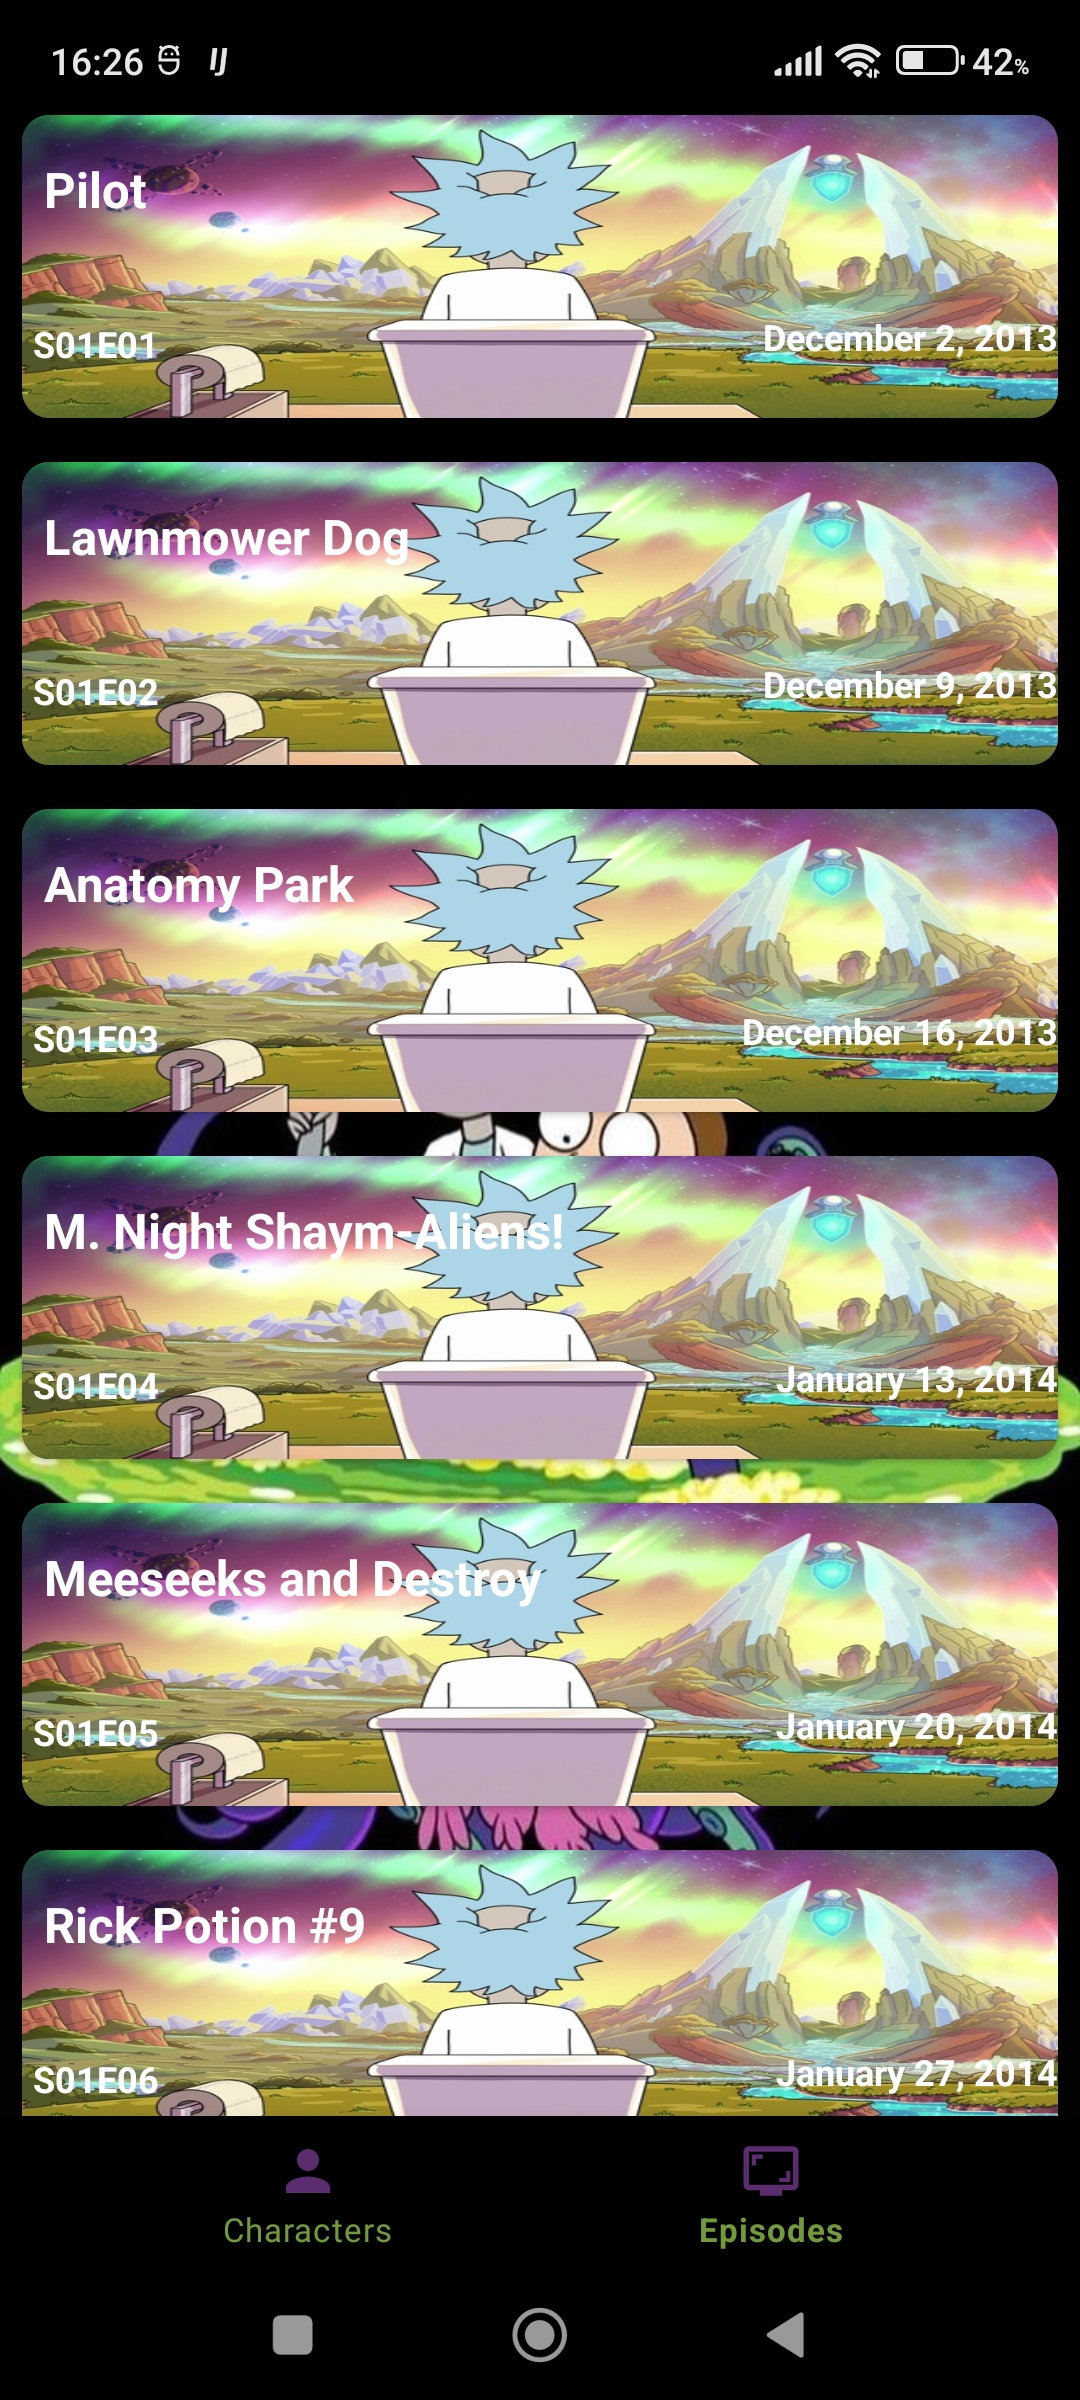 16:26 IJ 42%
Pilot
S01E01 December 2, 2013
Lawnmower Dog
S01E02 December 9, 2013
Anatomy Park
S01E03 December 16, 2013
M. Night Shaym-Aliens!
S01E04 January 13, 2014
Meeseeks and Destroy
S01E05 January 20, 2014
Rick Potion #9
S01E06 January 27, 2014
Characters Episodes